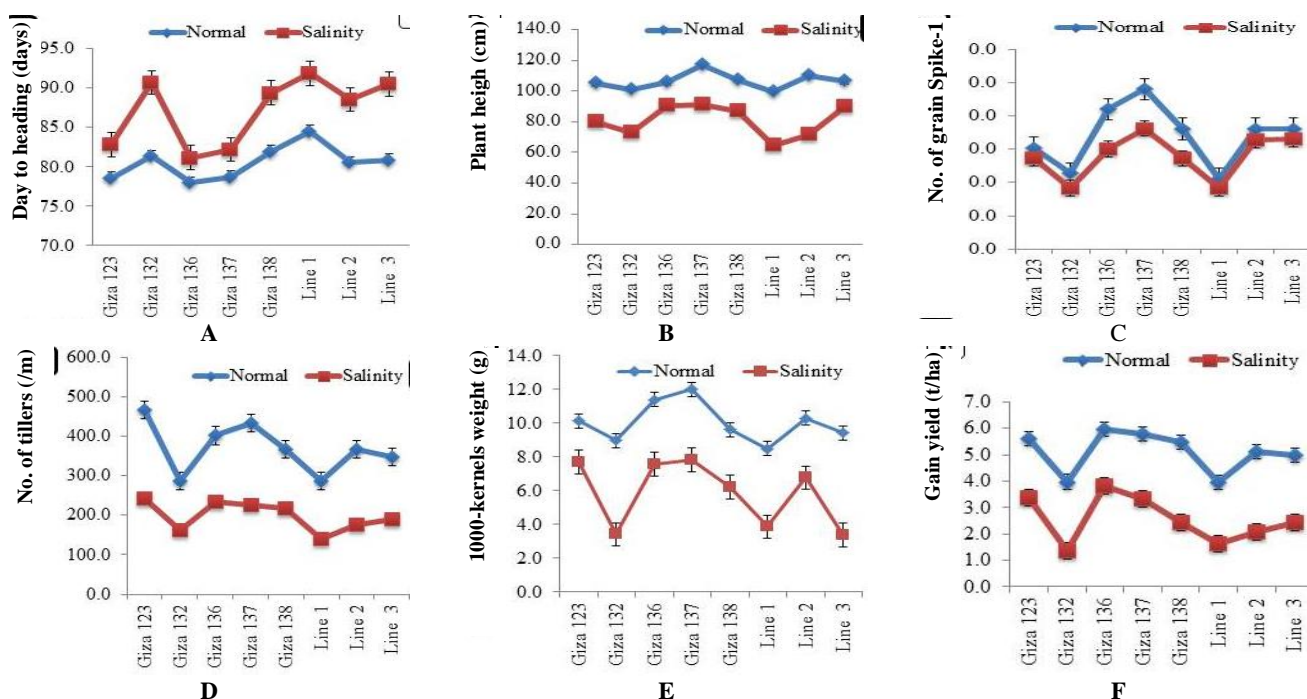 Normal Salinity
Day to heading (days)
95.0
90.0
85.0
80.0
75.0
70.0
Giza 123
Giza 132
Giza 136
Giza 137
Giza 138
Line 1
Line 2
Line 3
A
Normal Salinity
Plant heigh (cm)
140.0
120.0
100.0
80.0
60.0
40.0
20.0
0.0
Giza 123
Giza 132
Giza 136
Giza 137
Giza 138
Line 1
Line 2
Line 3
B
Normal Salinity
No. of grain Spike-1
0.0
0.0
0.0
0.0
0.0
0.0
0.0
Giza 123
Giza 132
Giza 136
Giza 137
Giza 138
Line 1
Line 2
Line 3
C
Normal Salinity
No. of tillers (/m)
600.0
500.0
400.0
300.0
200.0
100.0
0.0
Giza 123
Giza 132
Giza 136
Giza 137
Giza 138
Line 1
Line 2
Line 3
D
Normal Salinity
1000-kernels weight (g)
14.0
12.0
10.0
8.0
6.0
4.0
2.0
0.0
Giza 123
Giza 132
Giza 136
Giza 137
Giza 138
Line 1
Line 2
Line 3
E
Normal Salinity
Gain yield (t/ha)
7.0
6.0
5.0
4.0
3.0
2.0
1.0
0.0
Giza 123
Giza 132
Giza 136
Giza 137
Giza 138
Line 1
Line 2
Line 3
F